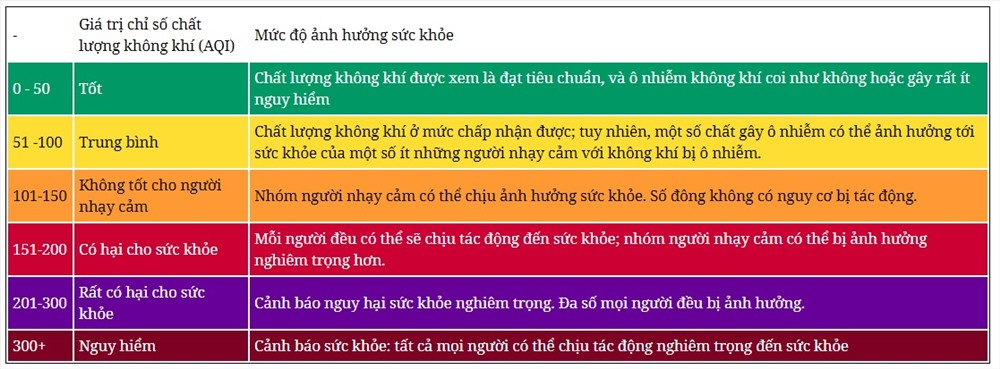 -
Giá trị chỉ số chất
lượng không khí (AQI)
Mức độ ảnh hưởng sức khỏe
0 - 50
Tốt
Chất lượng không khí được xem là đạt tiêu chuẩn, và ô nhiễm không khí coi như không hoặc gây rất ít
nguy hiểm
51 -100
Trung bình
Chất lượng không khí ở mức chấp nhận được; tuy nhiên, một số chất gây ô nhiễm có thể ảnh hưởng tới
sức khỏe của một số ít những người nhạy cảm với không khí bị ô nhiễm.
101-150
Không tốt cho người
nhạy cảm
Nhóm người nhạy cảm có thể chịu ảnh hưởng sức khỏe. Số đông không có nguy cơ bị tác động.
151-200
Có hại cho sức khỏe
Mỗi người đều có thể sẽ chịu tác động đến sức khỏe; nhóm người nhạy cảm có thể bị ảnh hưởng
nghiêm trọng hơn.
201-300
Rất có hại cho sức
khỏe
Cảnh báo nguy hại sức khỏe nghiêm trọng. Đa số mọi người đều bị ảnh hưởng.
300+
Nguy hiểm
Cảnh báo sức khỏe: tất cả mọi người có thể chịu tác động nghiêm trọng đến sức khỏe